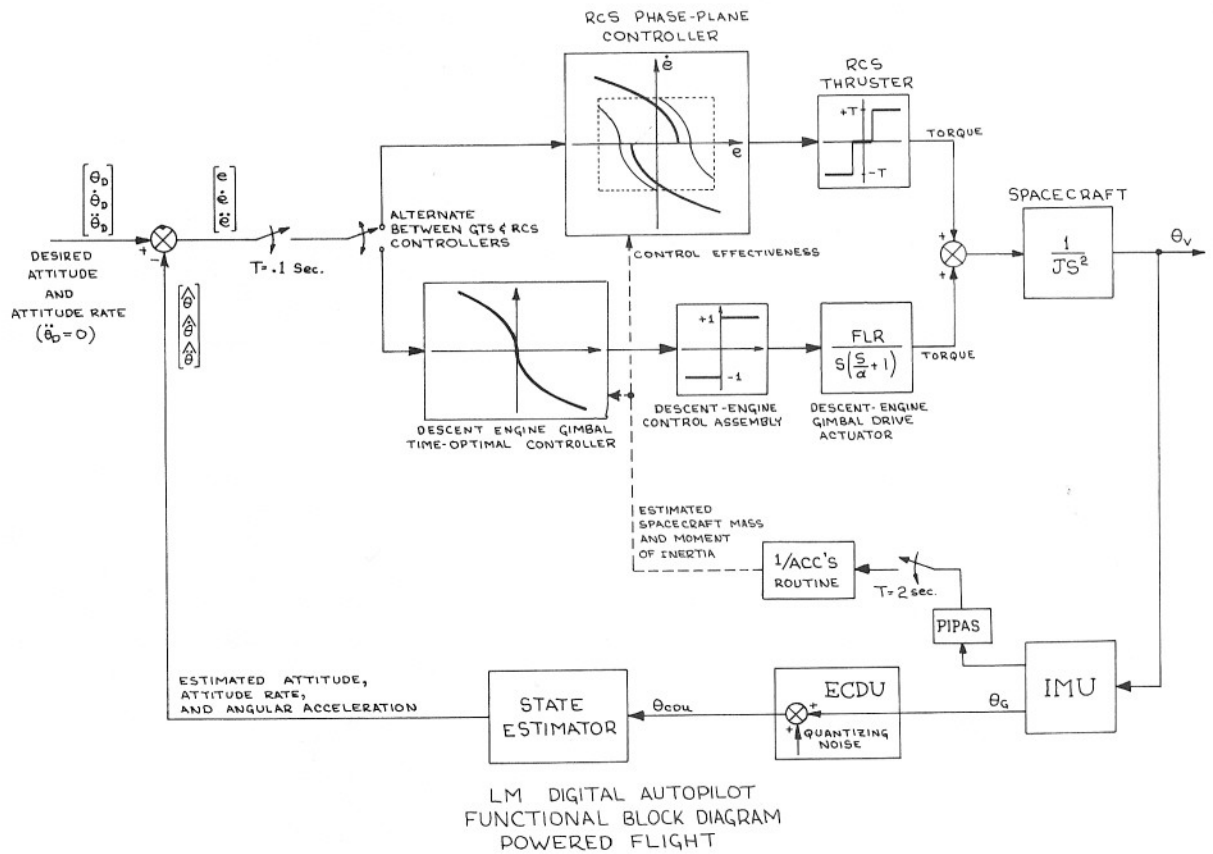 RCS PHASE-PLANE
CONTROLLER
ė
e
RCS
THRUSTER
+T
-T
TORQUE
SPACECRAFT
1
JS²
θV
+
+
θD
θ̇D
θ̈D
e
ė
ë
+
-
DESIRED
ATTITUDE
AND
ATTITUDE RATE
(θ̈D=0)
T=.1 Sec.
ALTERNATE
BETWEEN GTS & RCS
CONTROLLERS
θ̂
θ̇̂
θ̈̂
CONTROL EFFECTIVENESS
DESCENT ENGINE GIMBAL
TIME-OPTIMAL CONTROLLER
+1
-1
DESCENT-ENGINE
CONTROL ASSEMBLY
FLR
S(S/α+1)
TORQUE
DESCENT-ENGINE
GIMBAL DRIVE
ACTUATOR
ESTIMATED
SPACECRAFT MASS
AND MOMENT
OF INERTIA
1/ACC'S
ROUTINE
T=2 sec.
PIPAS
IMU
θG
ECDU
+
+
QUANTIZING
NOISE
θCDU
STATE
ESTIMATOR
ESTIMATED ATTITUDE,
ATTITUDE RATE,
AND ANGULAR ACCELERATION
LM DIGITAL AUTOPILOT
FUNCTIONAL BLOCK DIAGRAM
POWERED FLIGHT